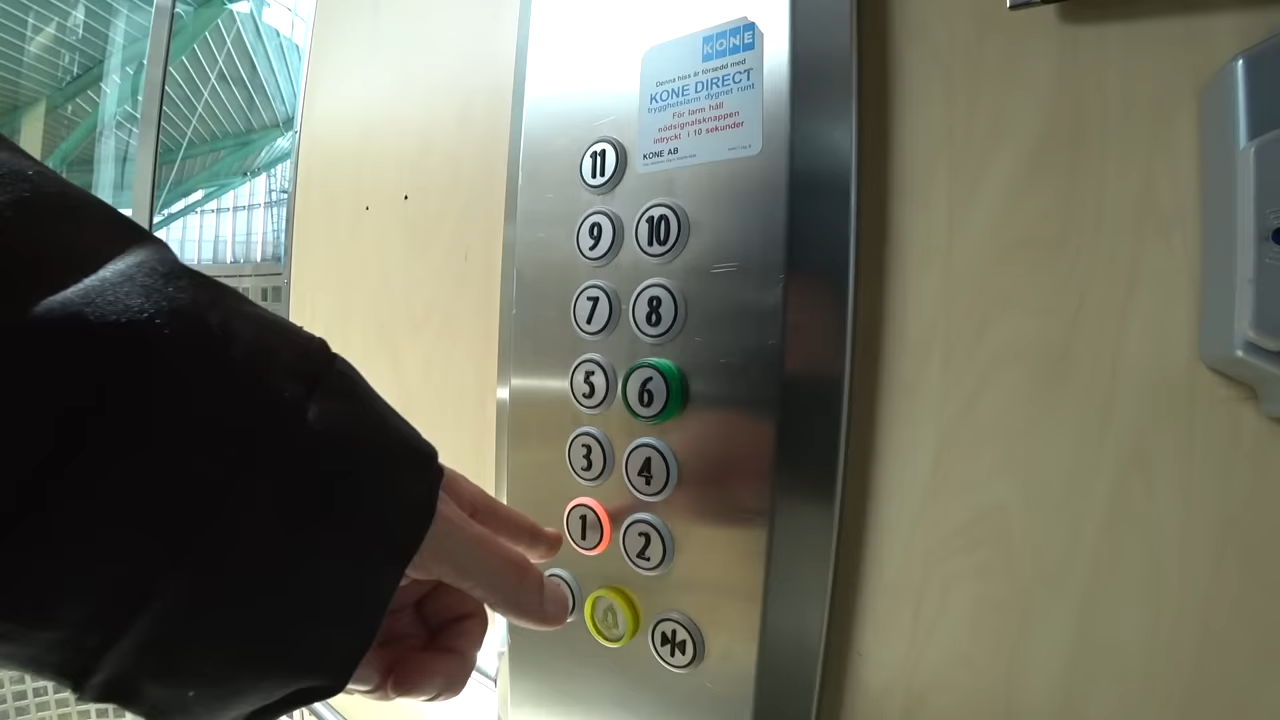 KONE
Denna hiss är försedd med
KONE DIRECT
trygghetslarm dygnet runt
För larm håll
nödsignalsknappen
intryckt i 10 sekunder
KONE AB
11
9 10
7 8
5 6
3 4
1 2